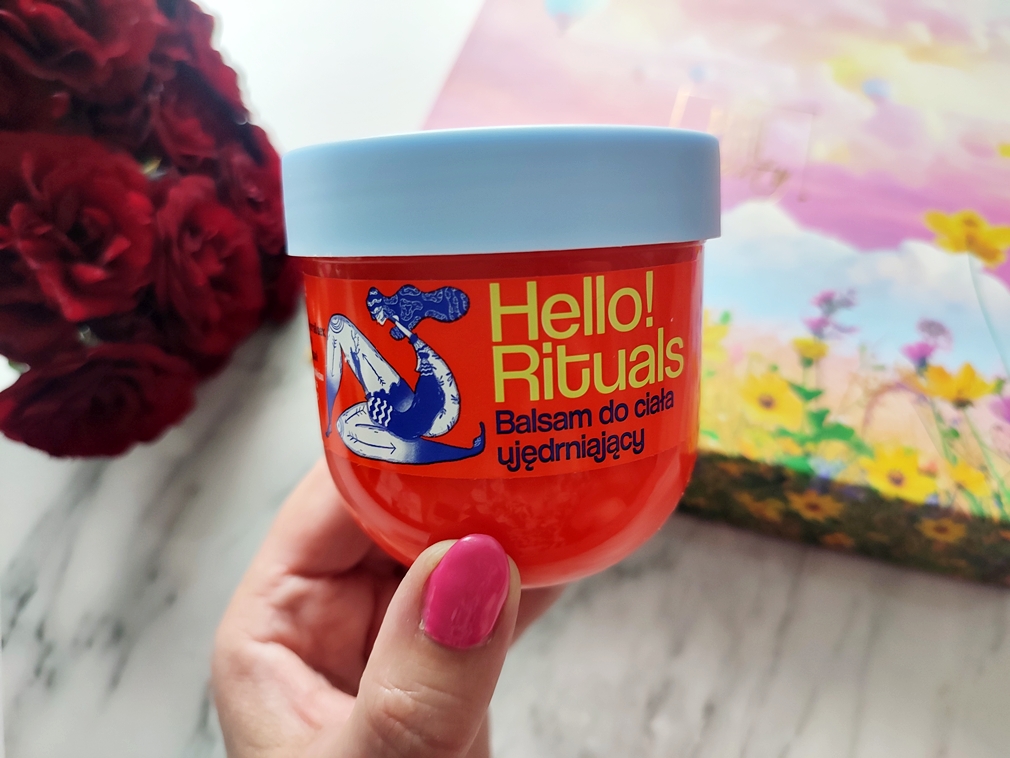 Hello!
Rituals
Balsam do ciała
ujędrniający